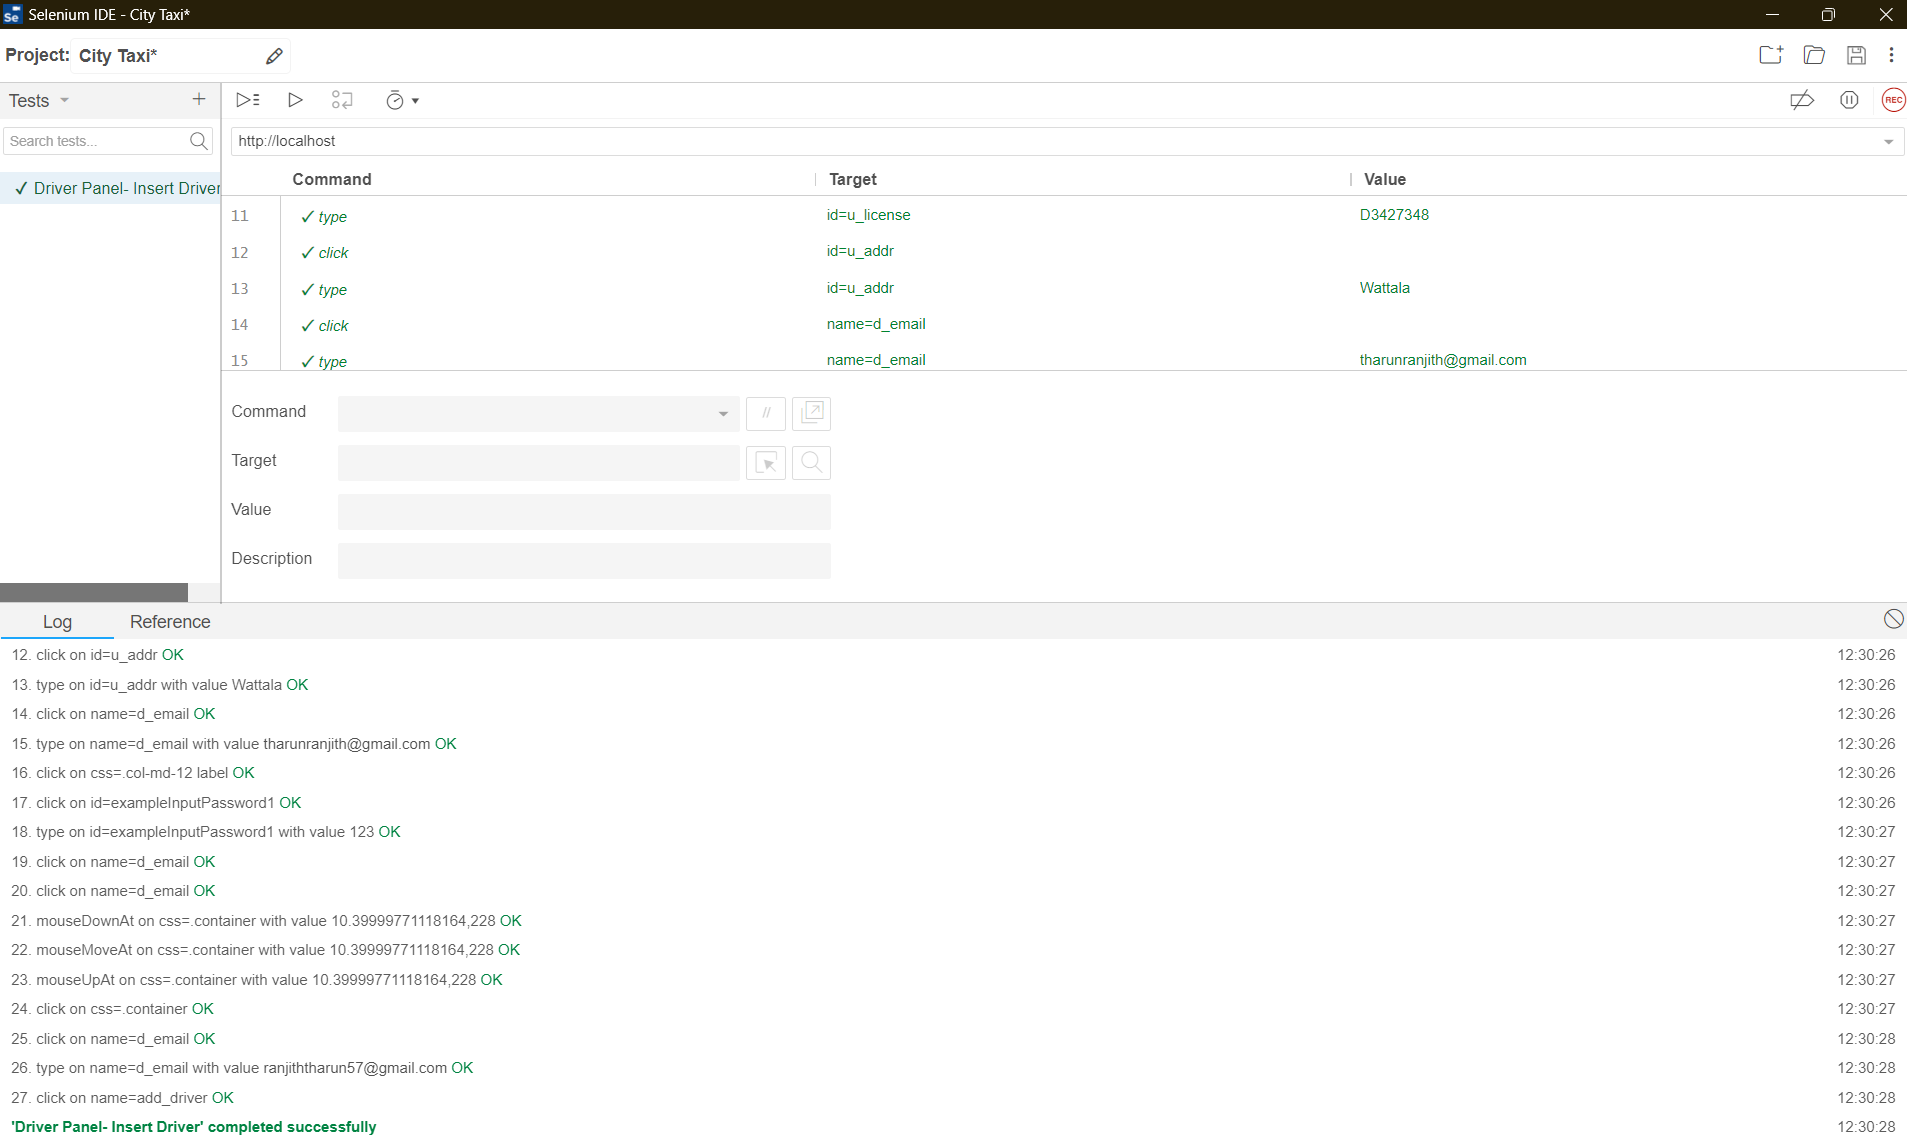 Se Selenium IDE - City Taxi*
Project: City Taxi*
Tests
REC
Search tests...
http://localhost
✓ Driver Panel- Insert Driver
Command Target Value
11 ✓ type id=u_license D3427348
12 ✓ click id=u_addr
13 ✓ type id=u_addr Wattala
14 ✓ click name=d_email
15 ✓ type name=d_email tharunranjith@gmail.com
Command //
Target
Value
Description
Log Reference
12. click on id=u_addr OK 12:30:26
13. type on id=u_addr with value Wattala OK 12:30:26
14. click on name=d_email OK 12:30:26
15. type on name=d_email with value tharunranjith@gmail.com OK 12:30:26
16. click on css=.col-md-12 label OK 12:30:26
17. click on id=exampleInputPassword1 OK 12:30:26
18. type on id=exampleInputPassword1 with value 123 OK 12:30:27
19. click on name=d_email OK 12:30:27
20. click on name=d_email OK 12:30:27
21. mouseDownAt on css=.container with value 10.39999771118164,228 OK 12:30:27
22. mouseMoveAt on css=.container with value 10.39999771118164,228 OK 12:30:27
23. mouseUpAt on css=.container with value 10.39999771118164,228 OK 12:30:27
24. click on css=.container OK 12:30:27
25. click on name=d_email OK 12:30:28
26. type on name=d_email with value ranjiththarun57@gmail.com OK 12:30:28
27. click on name=add_driver OK 12:30:28
'Driver Panel- Insert Driver' completed successfully 12:30:28